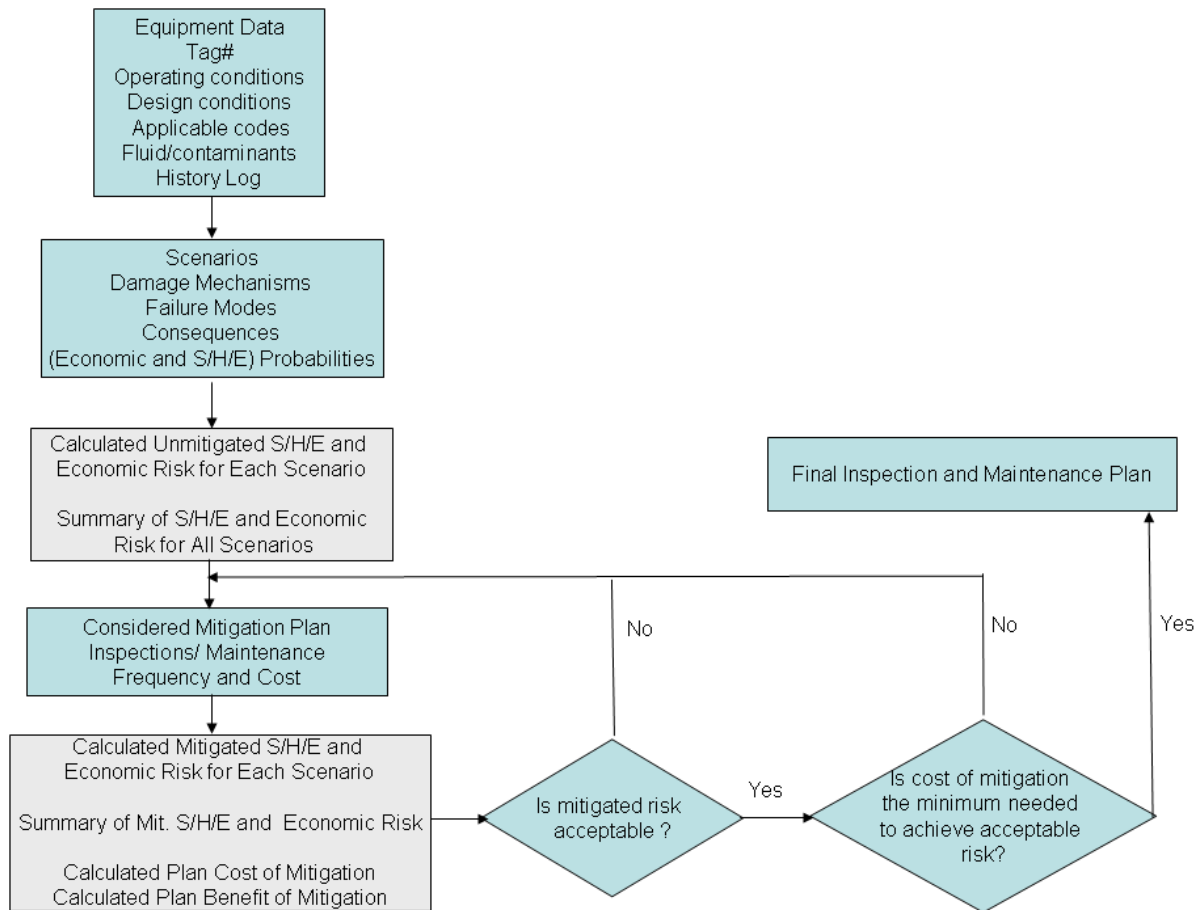 Equipment Data
Tag#
Operating conditions
Design conditions
Applicable codes
Fluid/contaminants
History Log
Scenarios
Damage Mechanisms
Failure Modes
Consequences
(Economic and S/H/E) Probabilities
Calculated Unmitigated S/H/E and
Economic Risk for Each Scenario
Summary of S/H/E and Economic
Risk for All Scenarios
Final Inspection and Maintenance Plan
Considered Mitigation Plan
Inspections/ Maintenance
Frequency and Cost
No
No
Yes
Calculated Mitigated S/H/E and
Economic Risk for Each Scenario
Summary of Mit. S/H/E and Economic Risk
Calculated Plan Cost of Mitigation
Calculated Plan Benefit of Mitigation
Is mitigated risk
acceptable ?
Yes
Is cost of mitigation
the minimum needed
to achieve acceptable
risk?